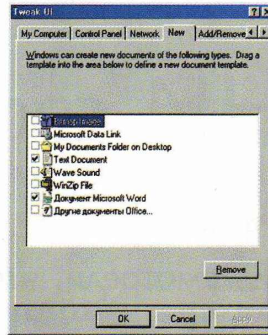 Tweak UI
My Computer Control Panel Network New Add/Remove
Windows can create new documents of the following types. Drag a
template into the area below to define a new document template.
Bitmap Image
Microsoft Data Link
My Documents Folder on Desktop
Text Document
Wave Sound
WinZip File
Документ Microsoft Word
Другие документы Office...
Remove
OK Cancel Apply